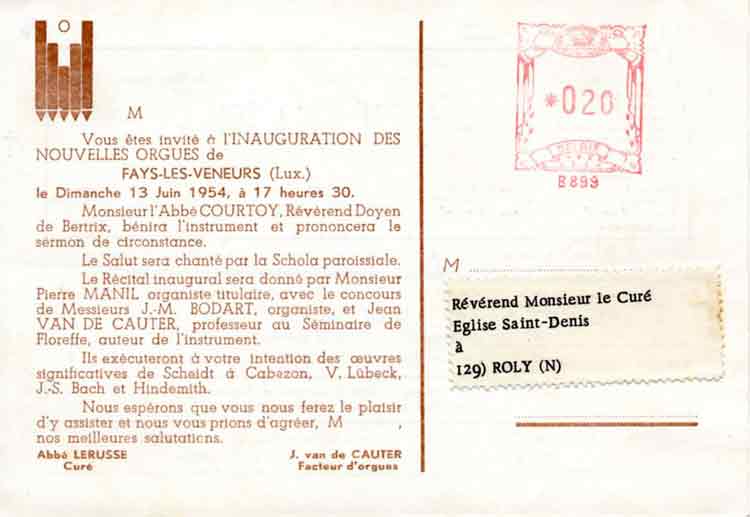 M
Vous êtes invité à l'INAUGURATION DES
NOUVELLES ORGUES de
FAYS-LES-VENEURS (Lux.)
le Dimanche 13 Juin 1954, à 17 heures 30.
Monsieur l'Abbé COURTOY, Révérend Doyen
de Bertrix, bénira l'instrument et prononcera le
sermon de circonstance.
Le Salut sera chanté par la Schola paroissiale.
Le Récital inaugural sera donné par Monsieur
Pierre MANIL organiste titulaire, avec le concours
de Messieurs J.-M. BODART, organiste, et Jean
VAN DE CAUTER, professeur au Séminaire de
Floreffe, auteur de l'instrument.
Ils exécuteront à votre intention des œuvres
significatives de Scheidt à Cabezon, V. Lübeck,
J.-S. Bach et Hindemith.
Nous espérons que vous nous ferez le plaisir
d'y assister et nous vous prions d'agréer, M ,
nos meilleures salutations.
Abbé LERUSSE
Curé
J. van de CAUTER
Facteur d'orgues
*020
B899
M
Révérend Monsieur le Curé
Eglise Saint-Denis
à
129) ROLY (N)